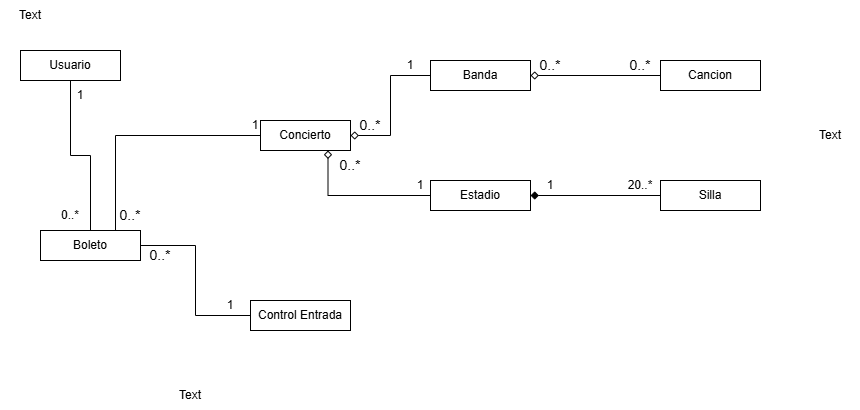 Text
Usuario
1
1
0..*
0..*
Banda
Cancion
1
Concierto
0..*
Text
0..*
1
Estadio
1
20..*
Silla
0..*
0..*
Boleto
0..*
1
Control Entrada
Text